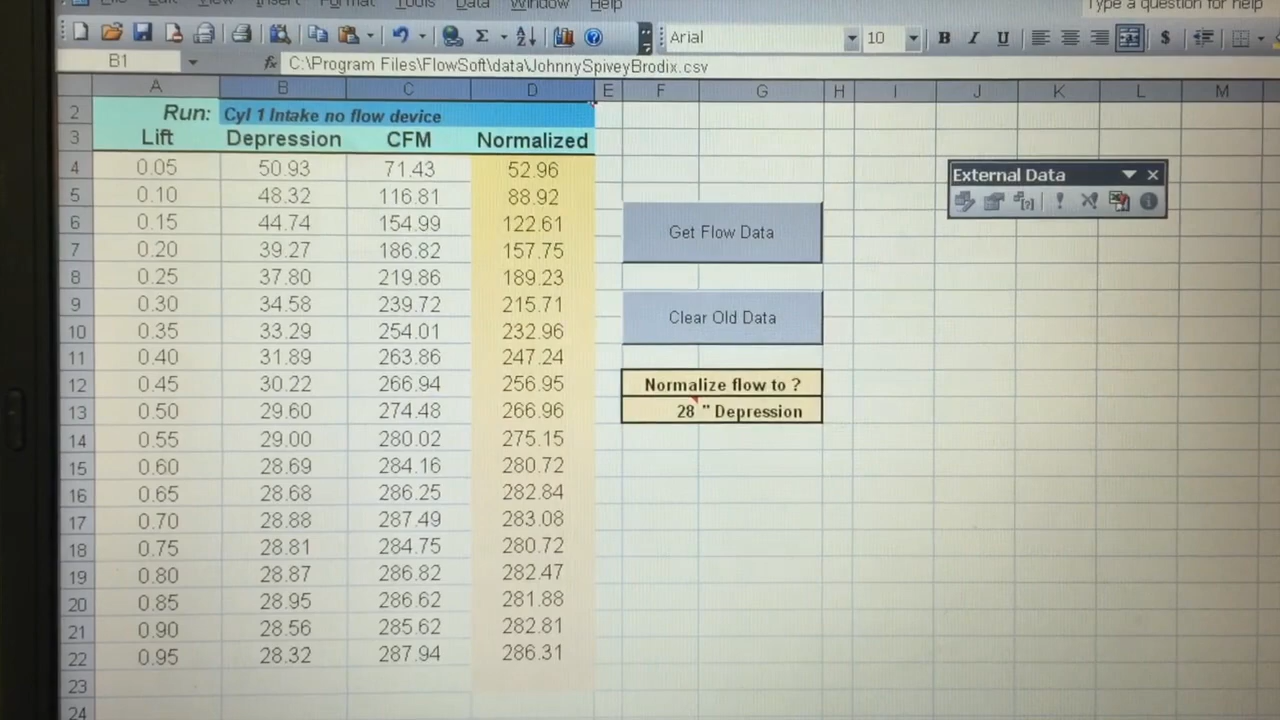 File Edit View Insert Format Tools Data Window Help Type a question for help
Arial 10 B I U $
B1 fx C:\Program Files\FlowSoft\data\JohnnySpiveyBrodix.csv
A B C D E F G H I J K L M
2 Run: Cyl 1 Intake no flow device
3 Lift Depression CFM Normalized
4 0.05 50.93 71.43 52.96
5 0.10 48.32 116.81 88.92
6 0.15 44.74 154.99 122.61
7 0.20 39.27 186.82 157.75
8 0.25 37.80 219.86 189.23
9 0.30 34.58 239.72 215.71
10 0.35 33.29 254.01 232.96
11 0.40 31.89 263.86 247.24
12 0.45 30.22 266.94 256.95
13 0.50 29.60 274.48 266.96
14 0.55 29.00 280.02 275.15
15 0.60 28.69 284.16 280.72
16 0.65 28.68 286.25 282.84
17 0.70 28.88 287.49 283.08
18 0.75 28.81 284.75 280.72
19 0.80 28.87 286.82 282.47
20 0.85 28.95 286.62 281.88
21 0.90 28.56 285.62 282.81
22 0.95 28.32 287.94 286.31
23
24
External Data
Get Flow Data
Clear Old Data
Normalize flow to ?
28 " Depression